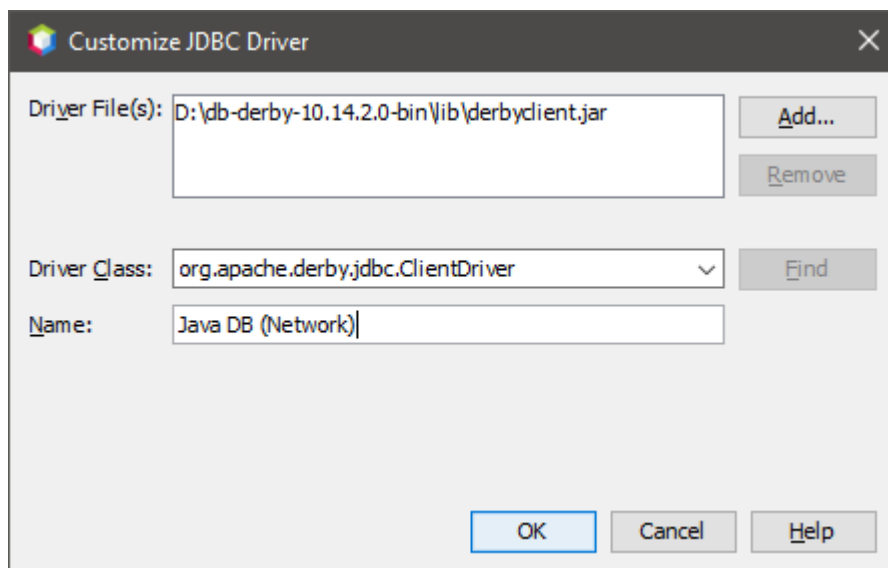 Customize JDBC Driver
Driver File(s): D:\db-derby-10.14.2.0-bin\lib\derbyclient.jar Add...
Remove
Driver Class: org.apache.derby.jdbc.ClientDriver Find
Name: Java DB (Network)
OK Cancel Help